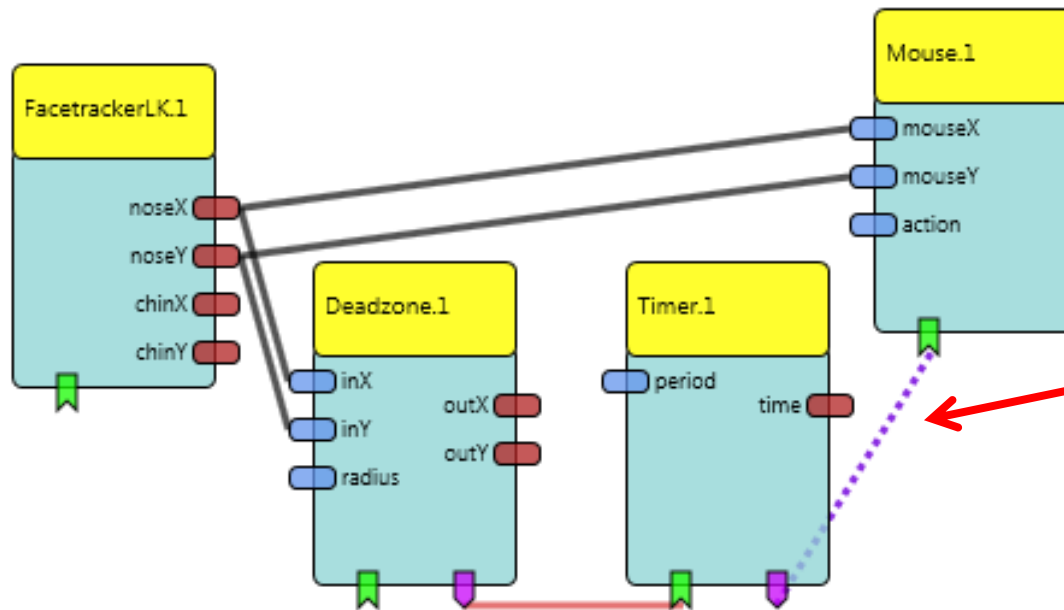 FacetrackerLK.1
noseX
noseY
chinX
chinY
Deadzone.1
inX
inY
radius
outX
outY
Timer.1
period
time
Mouse.1
mouseX
mouseY
action